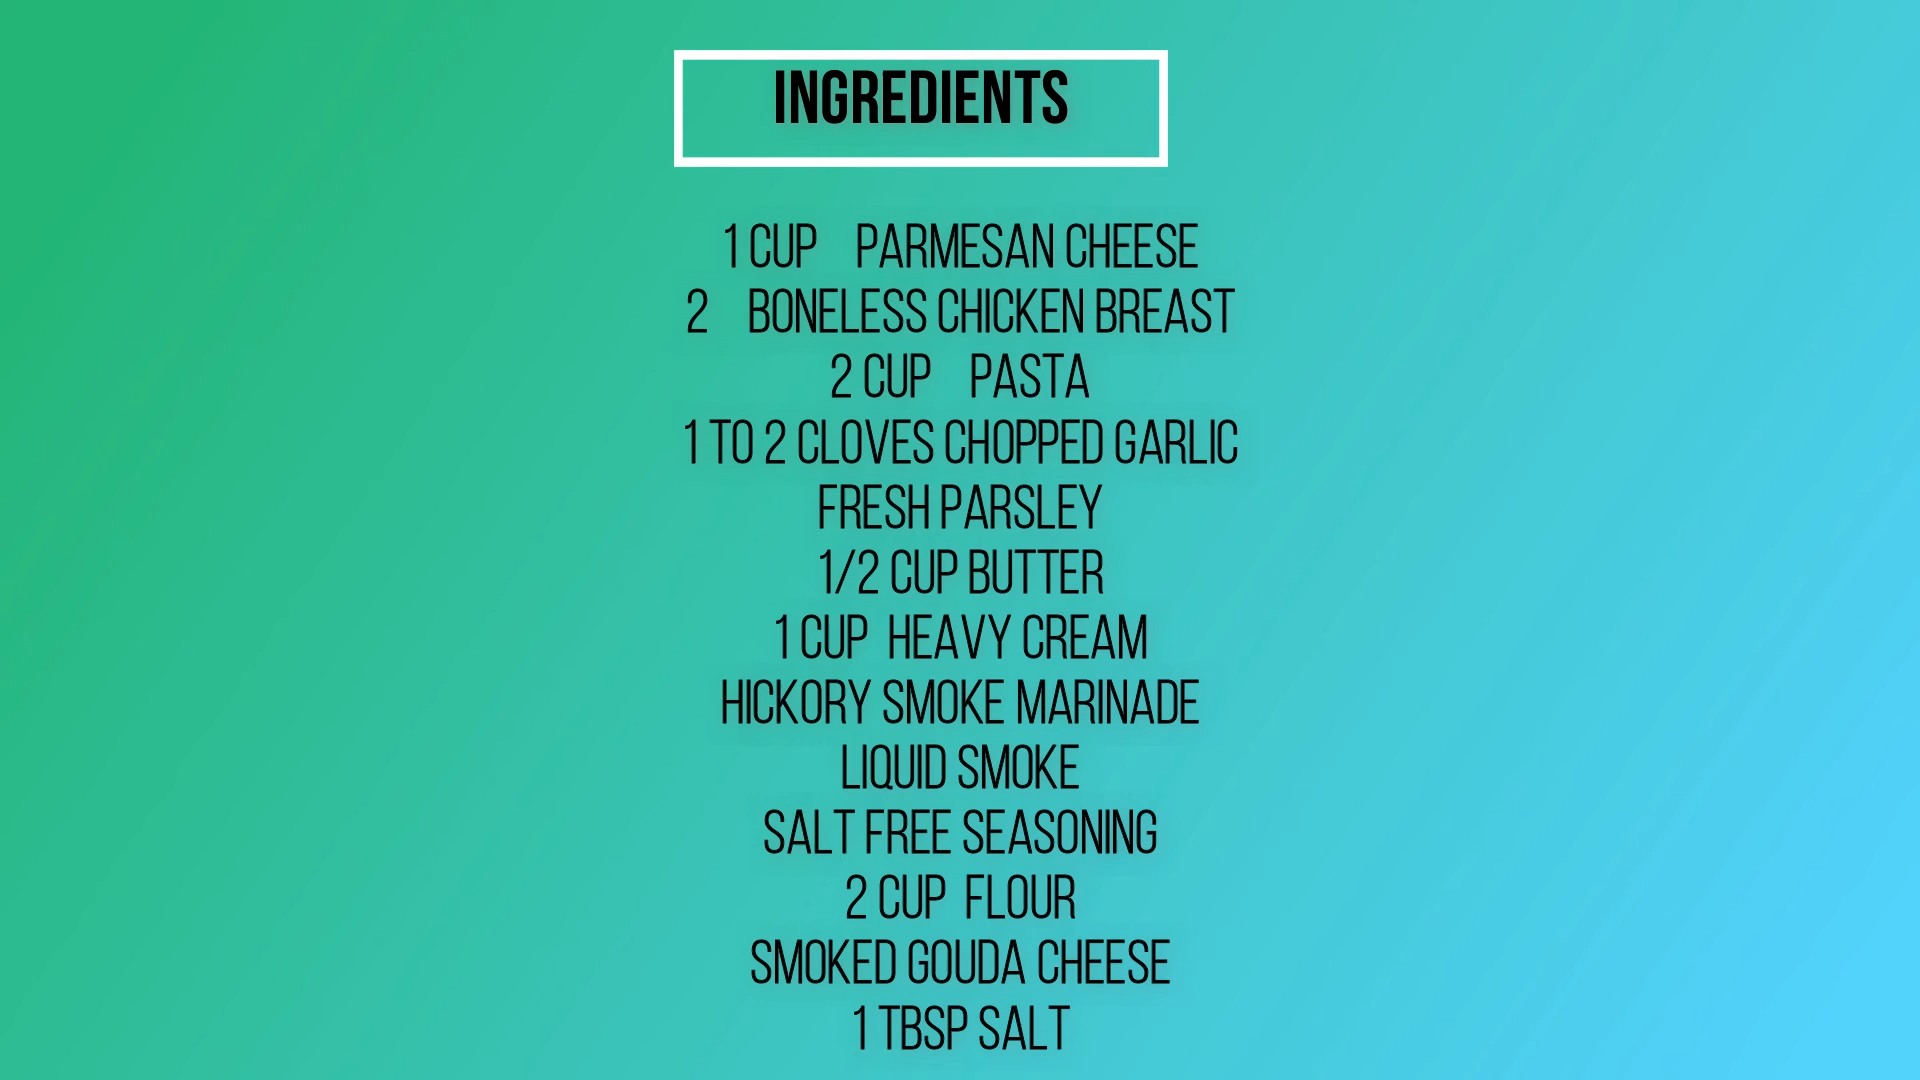 INGREDIENTS
1 CUP PARMESAN CHEESE
2 BONELESS CHICKEN BREAST
2 CUP PASTA
1 TO 2 CLOVES CHOPPED GARLIC
FRESH PARSLEY
1/2 CUP BUTTER
1 CUP HEAVY CREAM
HICKORY SMOKE MARINADE
LIQUID SMOKE
SALT FREE SEASONING
2 CUP FLOUR
SMOKED GOUDA CHEESE
1 TBSP SALT